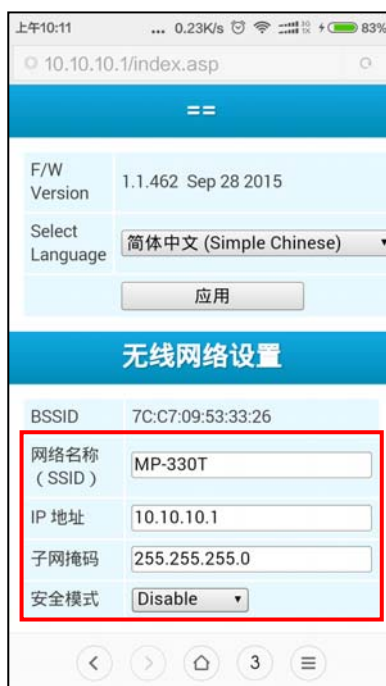 上午10:11 ... 0.23K/s 83%
10.10.10.1/index.asp
==
F/W
Version
1.1.462 Sep 28 2015
Select
Language
简体中文 (Simple Chinese)
应用
无线网络设置
BSSID 7C:C7:09:53:33:26
网络名称
（SSID）
MP-330T
IP 地址 10.10.10.1
子网掩码 255.255.255.0
安全模式 Disable
3